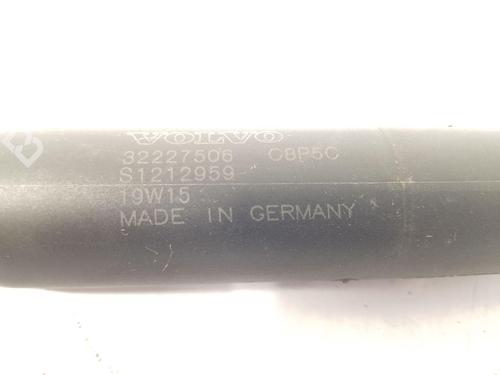 VOLVO
32227506 C8P5C
S1212959
19W15
MADE IN GERMANY